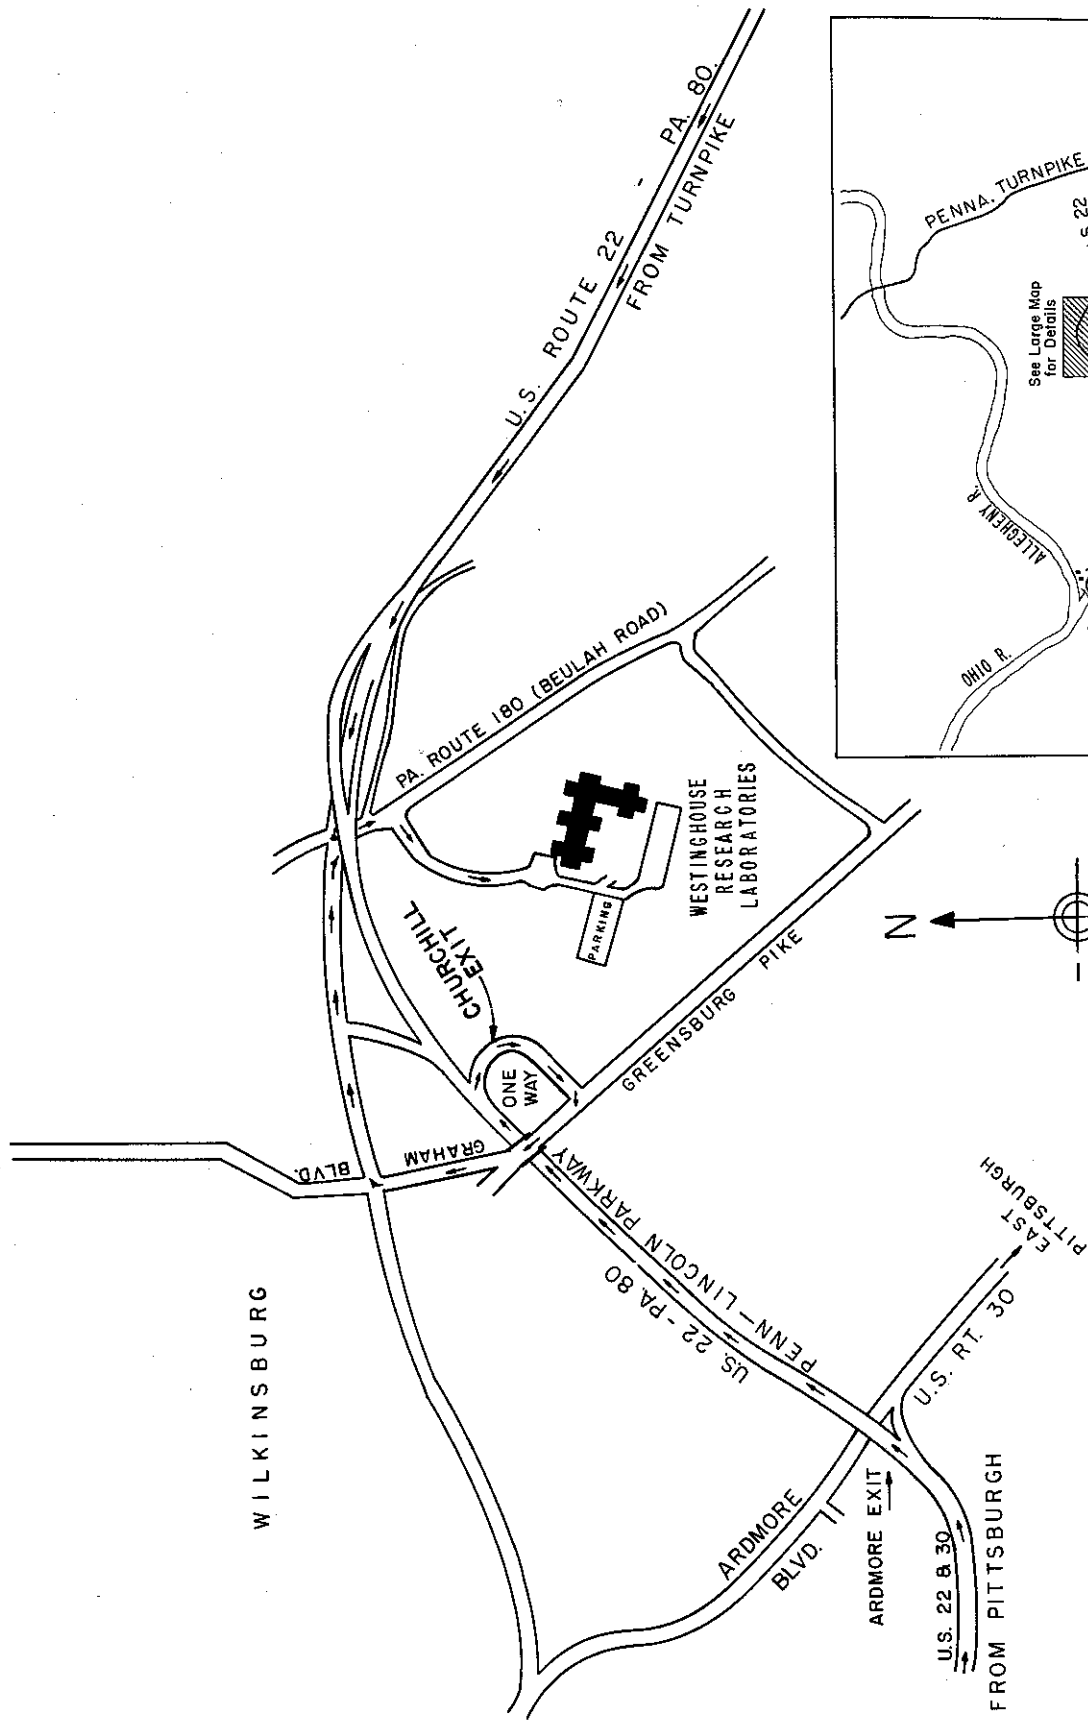 WILKINSBURG
U.S. ROUTE 22 PA. 80.
FROM TURNPIKE
PA. ROUTE 180 (BEULAH ROAD)
CHURCHILL
EXIT
ONE
WAY
GRAHAM
BLVD.
PARKING
WESTINGHOUSE
RESEARCH
LABORATORIES
GREENSBURG PIKE
PENN-LINCOLN PARKWAY
U.S. 22 - PA. 80
ARDMORE
BLVD.
ARDMORE EXIT
U.S. 22 & 30
FROM PITTSBURGH
U.S. RT. 30
EAST
PITTSBURGH
N
PENNA. TURNPIKE
See Large Map
for Details
ALLEGHENY R.
OHIO R.